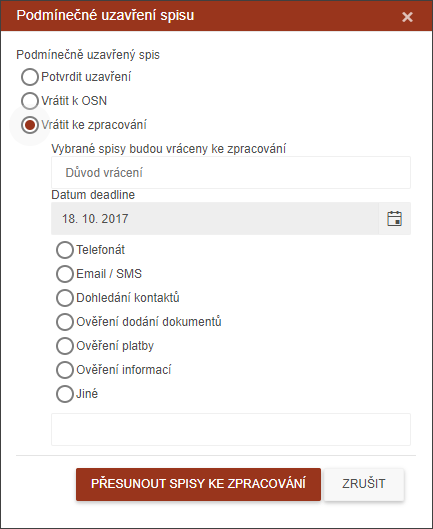 Podmínečné uzavření spisu
Podmínečně uzavřený spis
Potvrdit uzavření
Vrátit k OSN
Vrátit ke zpracování
Vybrané spisy budou vráceny ke zpracování
Důvod vrácení
Datum deadline
18. 10. 2017
Telefonát
Email / SMS
Dohledání kontaktů
Ověření dodání dokumentů
Ověření platby
Ověření informací
Jiné
PŘESUNOUT SPISY KE ZPRACOVÁNÍ ZRUŠIT